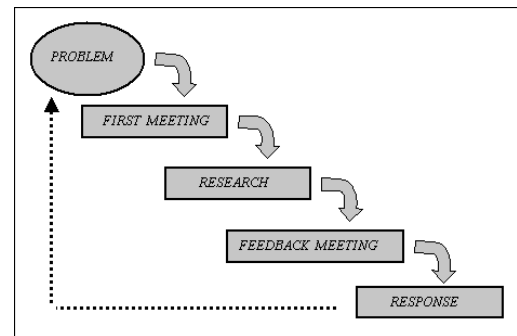 PROBLEM
FIRST MEETING
RESEARCH
FEEDBACK MEETING
RESPONSE